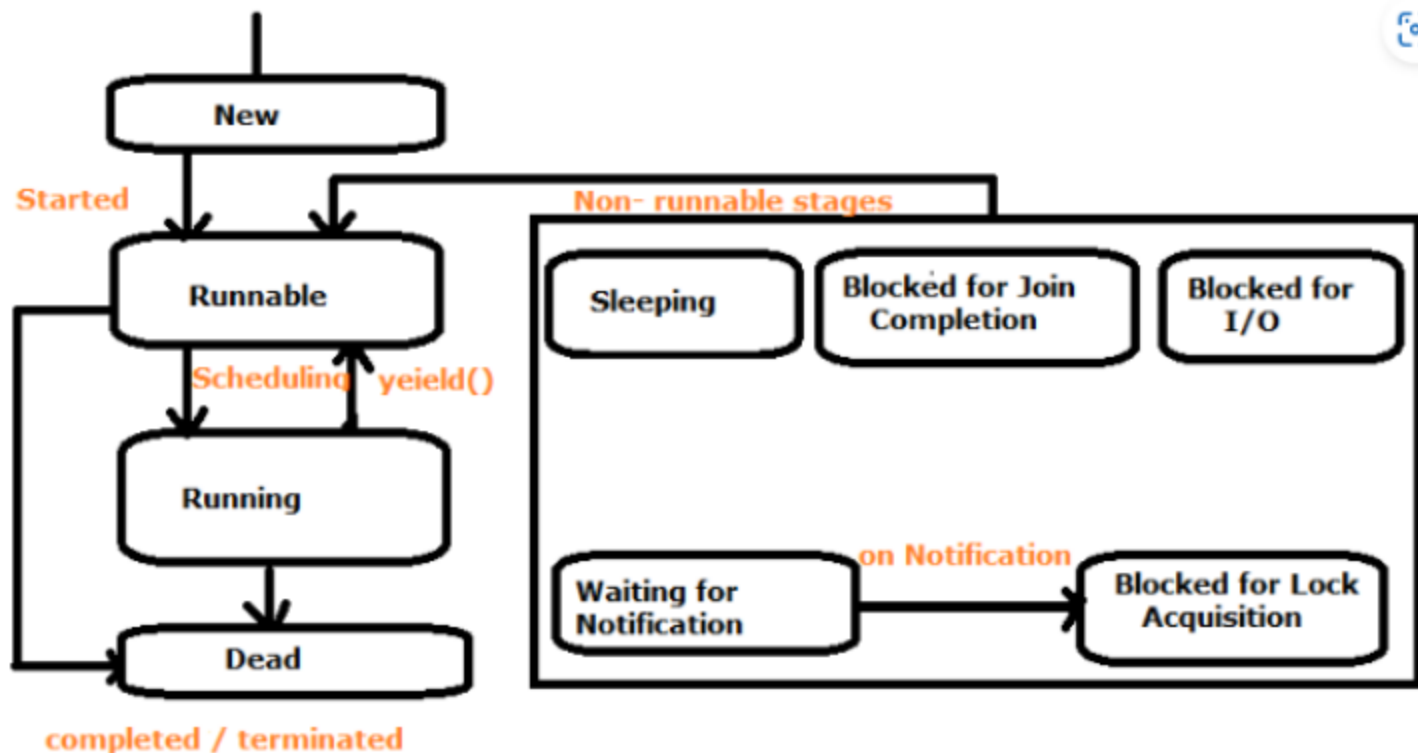 New
Started
Non- runnable stages
Runnable
Sleeping
Blocked for Join
Completion
Blocked for
I/O
Scheduling
yeield()
Running
on Notification
Waiting for
Notification
Blocked for Lock
Acquisition
Dead
completed / terminated